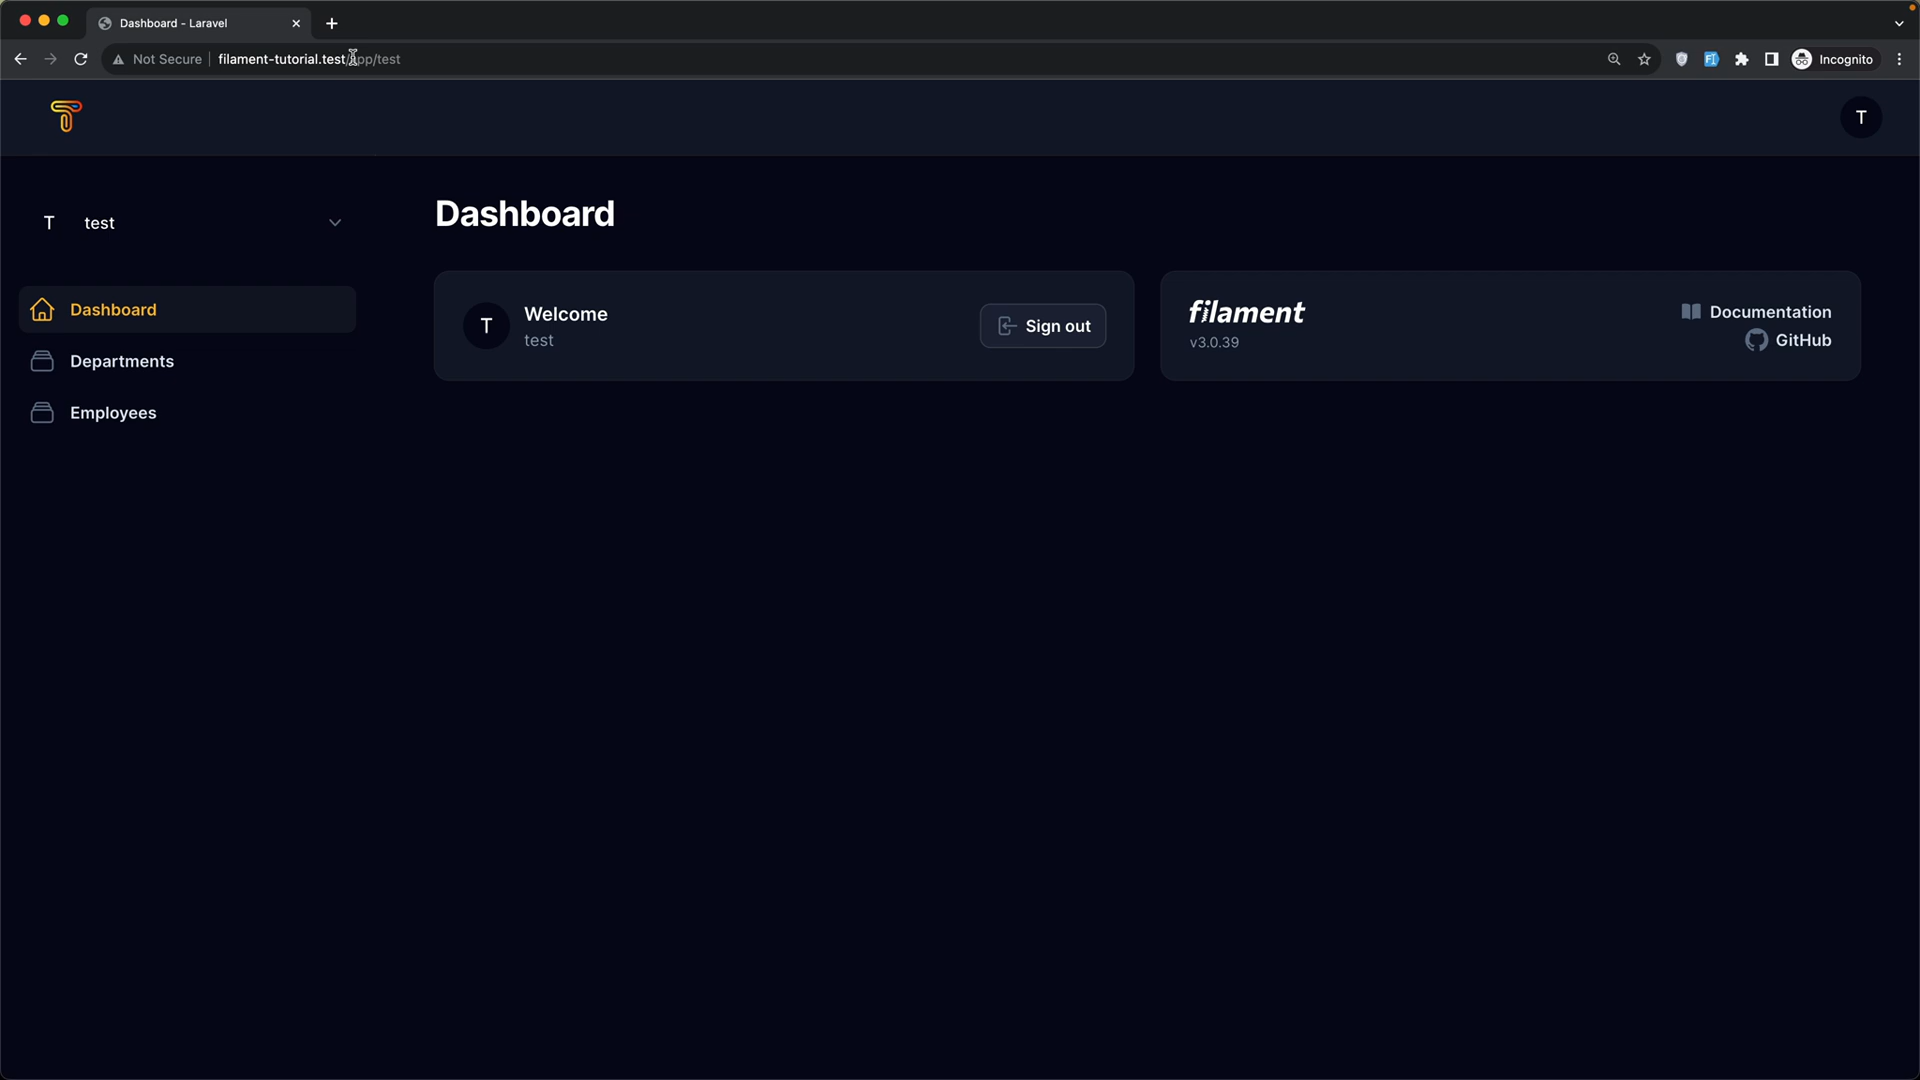 Dashboard - Laravel
Not Secure filament-tutorial.test/app/test
Incognito
T
T test
Dashboard
Departments
Employees
Dashboard
T
Welcome
test
Sign out
filament
v3.0.39
Documentation
GitHub